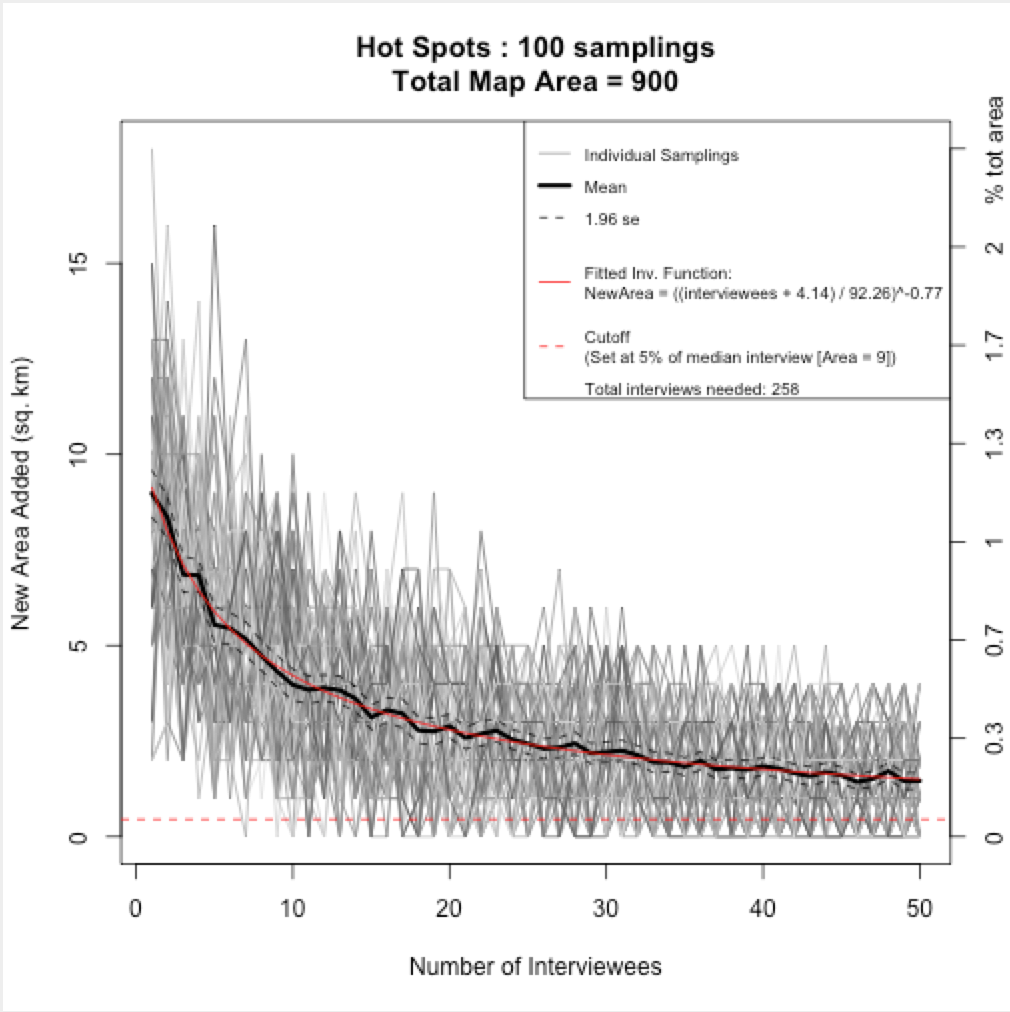 Hot Spots : 100 samplings
Total Map Area = 900
Individual Samplings
Mean
1.96 se
Fitted Inv. Function:
NewArea = ((interviewees + 4.14) / 92.26)^-0.77
Cutoff
(Set at 5% of median interview [Area = 9])
Total interviews needed: 258
New Area Added (sq. km)
15
10
5
0
% tot area
2
1.7
1.3
1
0.7
0.3
0
0 10 20 30 40 50
Number of Interviewees